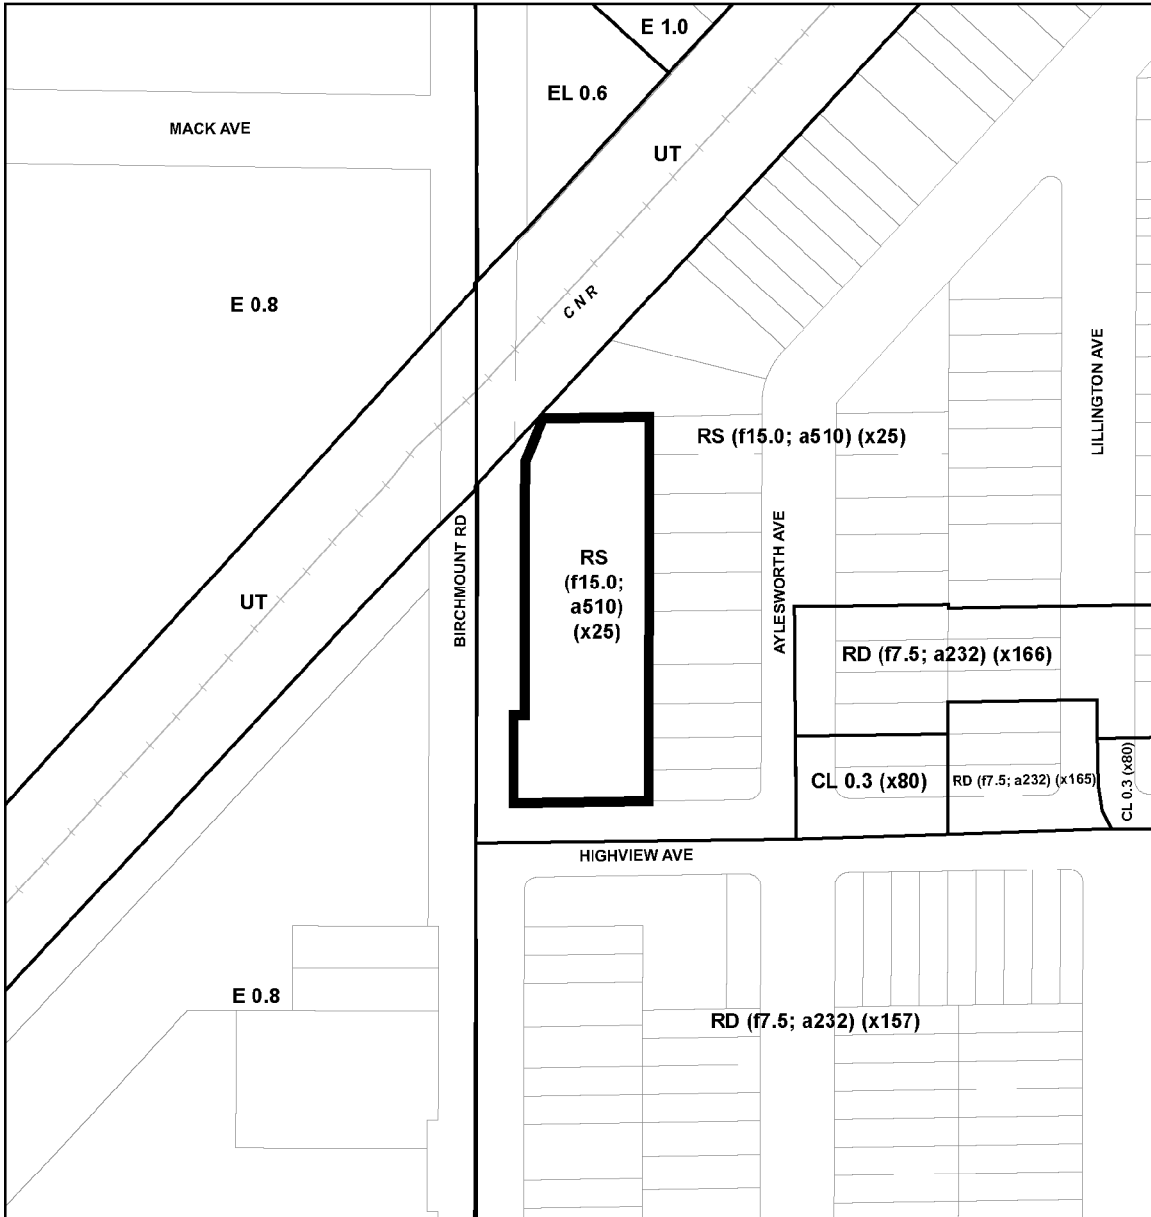 E 1.0
EL 0.6
MACK AVE
UT
E 0.8
C N R
LILLINGTON AVE
RS (f15.0; a510) (x25)
BIRCHMOUNT RD
RS
(f15.0;
a510)
(x25)
AYLESWORTH AVE
UT
RD (f7.5; a232) (x166)
CL 0.3 (x80)
RD (f7.5; a232) (x165)
CL 0.3 (x80)
HIGHVIEW AVE
E 0.8
RD (f7.5; a232) (x157)